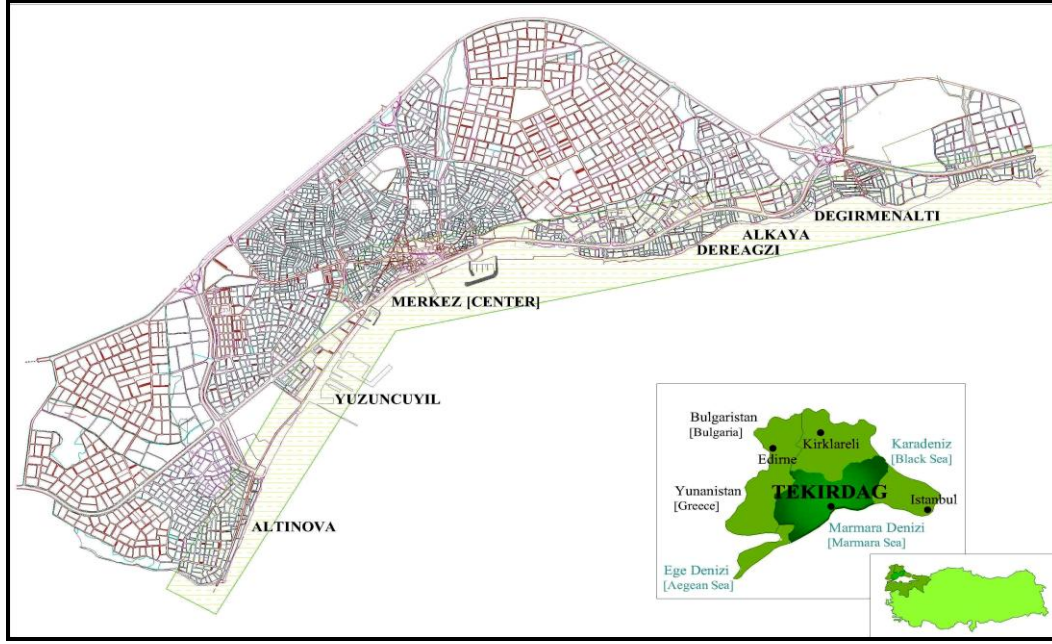 DEGIRMENALTI
ALKAYA
DEREAGZI
MERKEZ [CENTER]
YUZUNCUYIL
ALTINOVA
Bulgaristan
[Bulgaria]
Kirklareli
Edirne
Karadeniz
[Black Sea]
Yunanistan
[Greece]
TEKIRDAG
Istanbul
Marmara Denizi
[Marmara Sea]
Ege Denizi
[Aegean Sea]